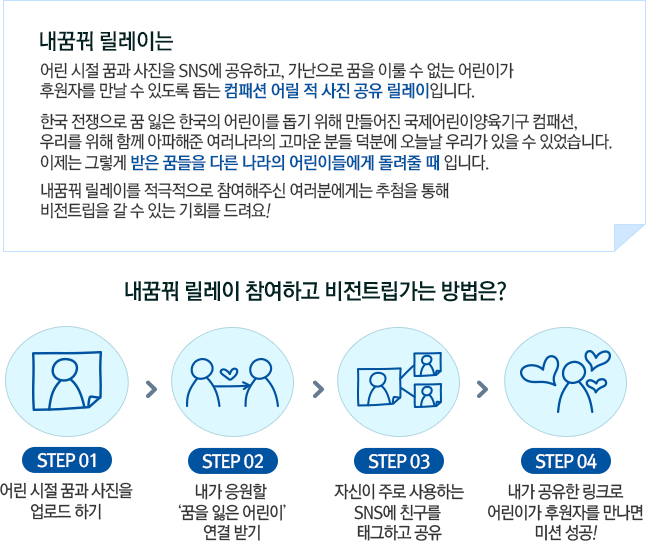 내꿈꿔 릴레이는
어린 시절 꿈과 사진을 SNS에 공유하고, 가난으로 꿈을 이룰 수 없는 어린이가
후원자를 만날 수 있도록 돕는 컴패션 어릴 적 사진 공유 릴레이입니다.
한국 전쟁으로 꿈 잃은 한국의 어린이를 돕기 위해 만들어진 국제어린이양육기구 컴패션,
우리를 위해 함께 아파해준 여러나라의 고마운 분들 덕분에 오늘날 우리가 있을 수 있었습니다.
이제는 그렇게 받은 꿈들을 다른 나라의 어린이들에게 돌려줄 때 입니다.
내꿈꿔 릴레이를 적극적으로 참여해주신 여러분에게는 추첨을 통해
비전트립을 갈 수 있는 기회를 드려요!
내꿈꿔 릴레이 참여하고 비전트립가는 방법은?
STEP 01
어린 시절 꿈과 사진을
업로드 하기
STEP 02
내가 응원할
‘꿈을 잃은 어린이’
연결 받기
STEP 03
자신이 주로 사용하는
SNS에 친구를
태그하고 공유
STEP 04
내가 공유한 링크로
어린이가 후원자를 만나면
미션 성공!